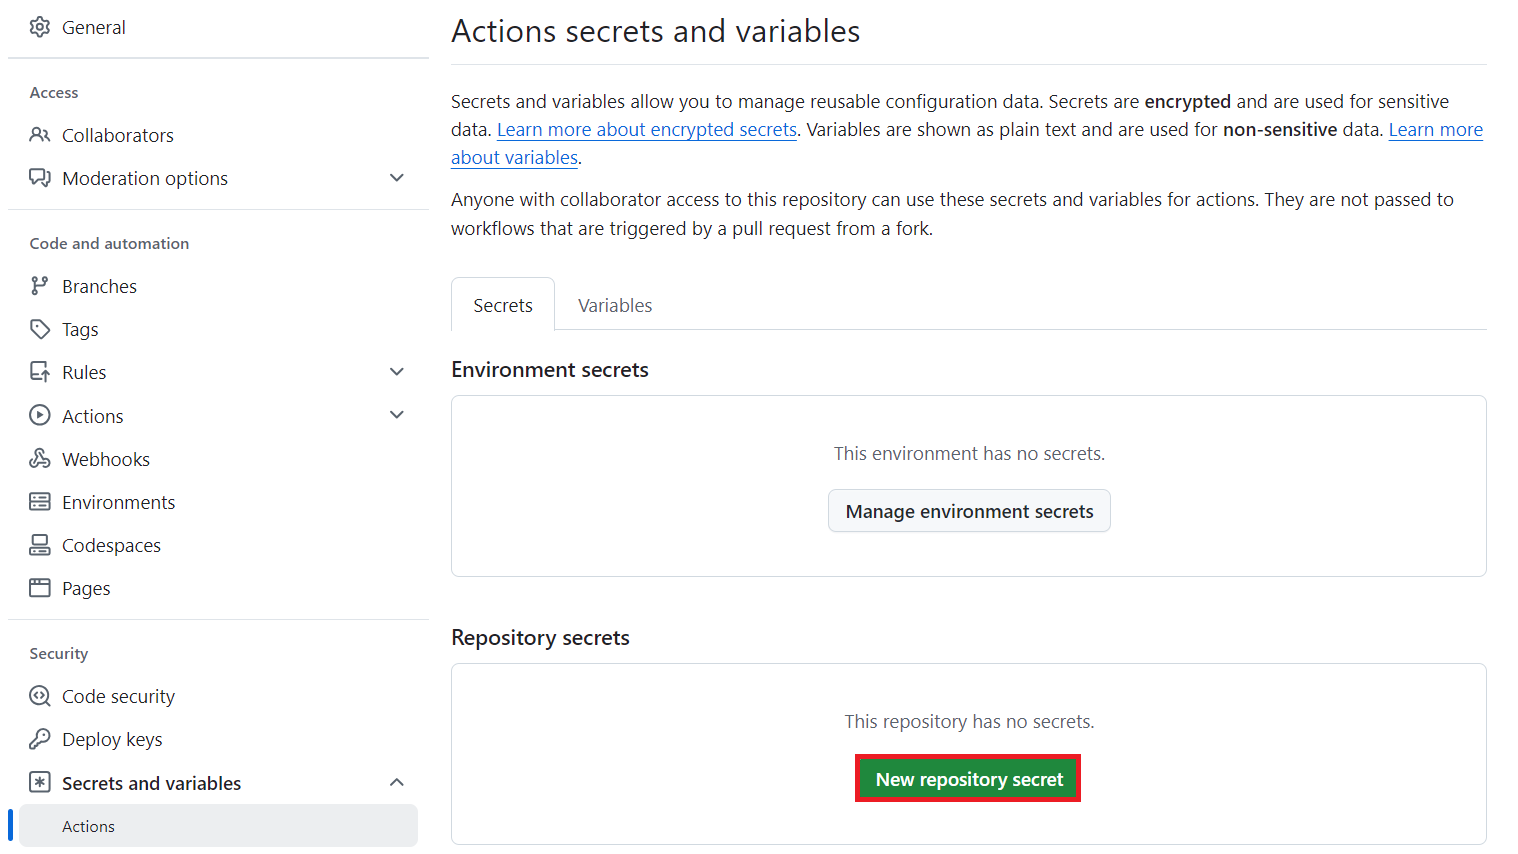 General
Access
Collaborators
Moderation options
Code and automation
Branches
Tags
Rules
Actions
Webhooks
Environments
Codespaces
Pages
Security
Code security
Deploy keys
Secrets and variables
Actions
Actions secrets and variables
Secrets and variables allow you to manage reusable configuration data. Secrets are encrypted and are used for sensitive
data. Learn more about encrypted secrets. Variables are shown as plain text and are used for non-sensitive data. Learn more
about variables.
Anyone with collaborator access to this repository can use these secrets and variables for actions. They are not passed to
workflows that are triggered by a pull request from a fork.
Secrets
Variables
Environment secrets
This environment has no secrets.
Manage environment secrets
Repository secrets
This repository has no secrets.
New repository secret